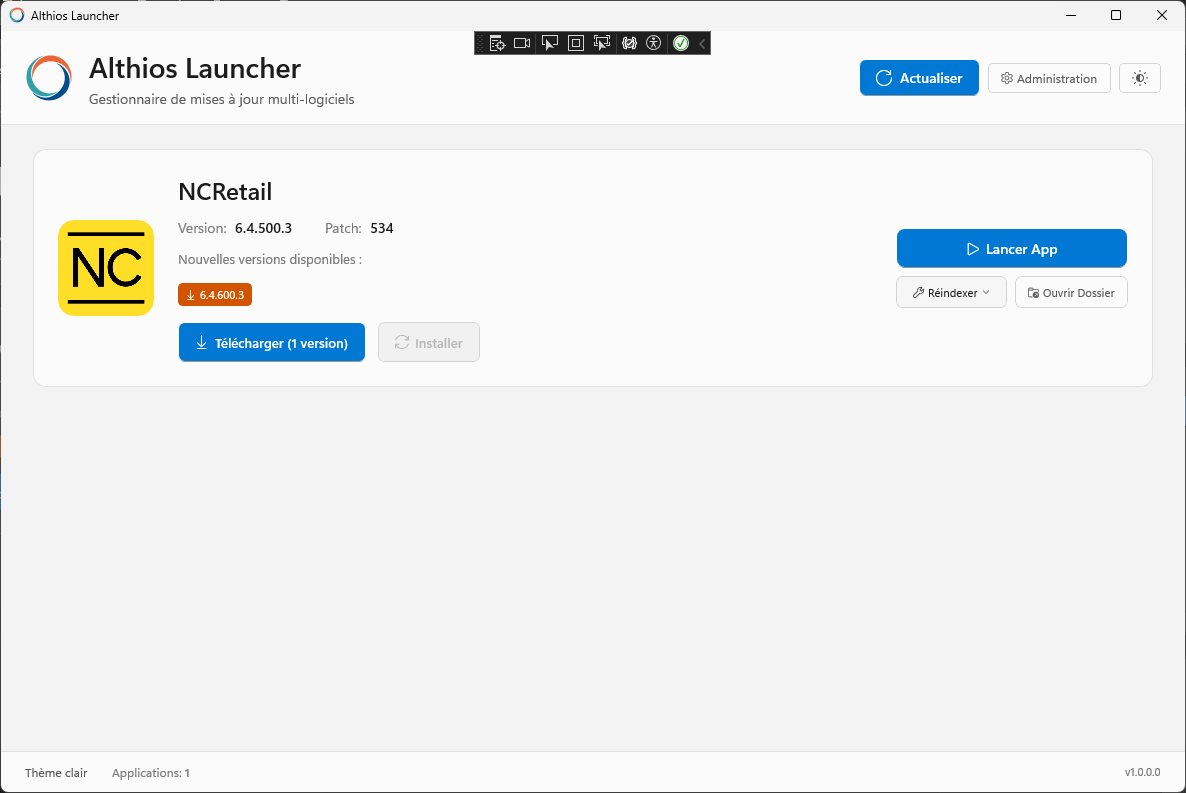 Althios Launcher
Althios Launcher
Gestionnaire de mises à jour multi-logiciels
Actualiser
Administration
NCRetail
Version: 6.4.500.3 Patch: 534
Nouvelles versions disponibles :
NC
6.4.600.3
Télécharger (1 version)
Installer
Lancer App
Réindexer
Ouvrir Dossier
Thème clair
Applications: 1
v1.0.0.0